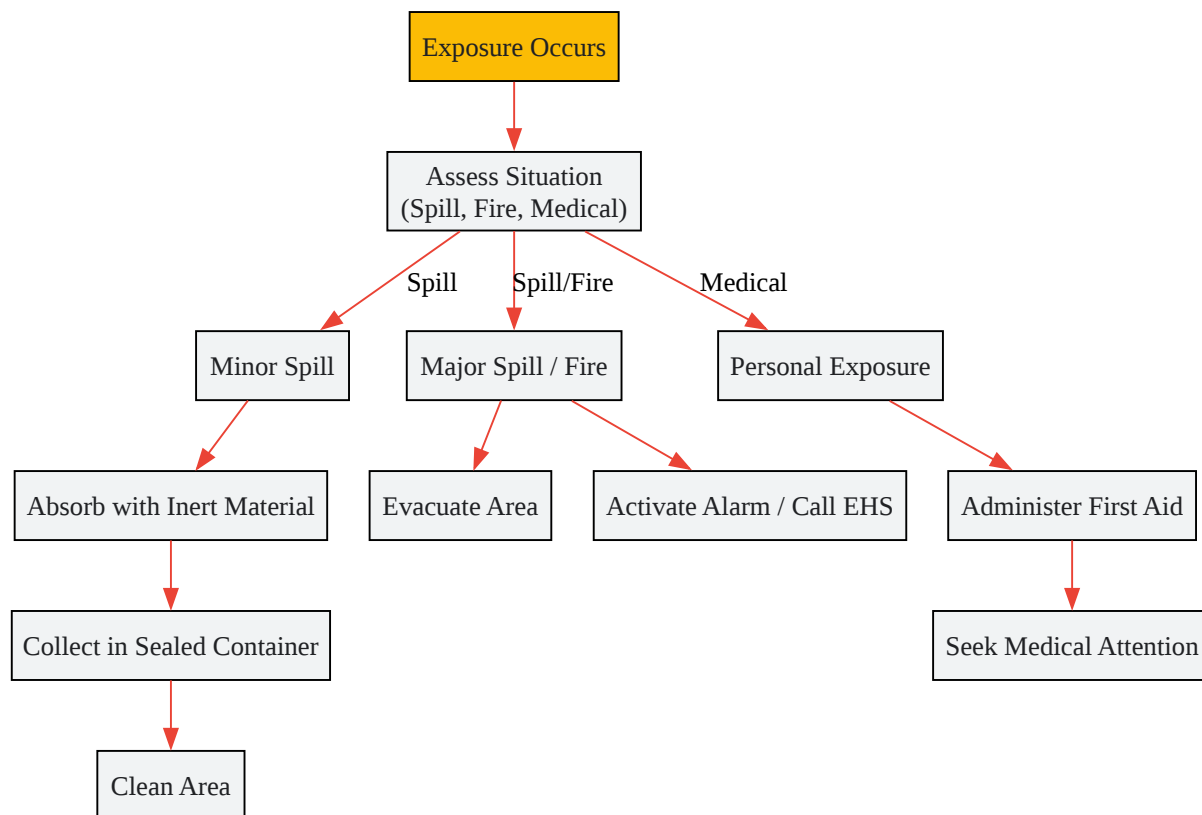 Exposure Occurs
Assess Situation
(Spill, Fire, Medical)
Spill
Spill/Fire
Medical
Minor Spill
Major Spill / Fire
Personal Exposure
Absorb with Inert Material
Evacuate Area
Activate Alarm / Call EHS
Administer First Aid
Collect in Sealed Container
Seek Medical Attention
Clean Area